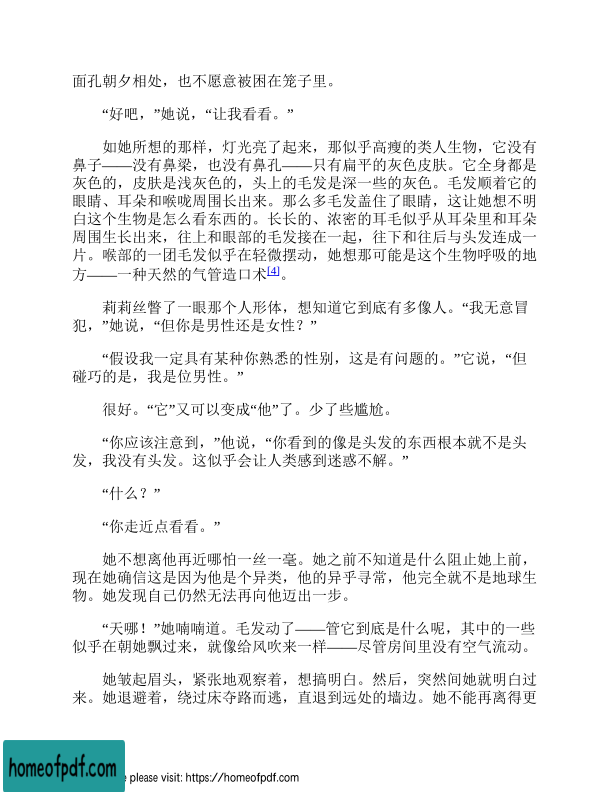 面孔朝夕相处，也不愿意被困在笼子里。
“好吧，”她说，“让我看看。”
如她所想的那样，灯光亮了起来，那似乎高瘦的类人生物，它没有
鼻子——没有鼻梁，也没有鼻孔——只有扁平的灰色皮肤。它全身都是
灰色的，皮肤是浅灰色的，头上的毛发是深一些的灰色。毛发顺着它的
眼睛、耳朵和喉咙周围长出来。那么多毛发盖住了眼睛，这让她想不明
白这个生物是怎么看东西的。长长的、浓密的耳毛似乎从耳朵里和耳朵
周围生长出来，往上和眼部的毛发接在一起，往下和往后与头发连成一
片。喉部的一团毛发似乎在轻微摆动，她想那可能是这个生物呼吸的地
方——一种天然的气管造口术[4]。
莉莉丝瞥了一眼那个人形体，想知道它到底有多像人。“我无意冒
犯，”她说，“但你是男性还是女性？”
“假设我一定具有某种你熟悉的性别，这是有问题的。”它说，“但
碰巧的是，我是位男性。”
很好。“它”又可以变成“他”了。少了些尴尬。
“你应该注意到，”他说，“你看到的像是头发的东西根本就不是头
发，我没有头发。这似乎会让人类感到迷惑不解。”
“什么？”
“你走近点看看。”
她不想离他再近哪怕一丝一毫。她之前不知道是什么阻止她上前，
现在她确信这是因为他是个异类，他的异乎寻常，他完全就不是地球生
物。她发现自己仍然无法再向他迈出一步。
“天哪！”她喃喃道。毛发动了——管它到底是什么呢，其中的一些
似乎在朝她飘过来，就像给风吹来一样——尽管房间里没有空气流动。
她皱起眉头，紧张地观察着，想搞明白。然后，突然间她就明白过
来。她退避着，绕过床夺路而逃，直退到远处的墙边。她不能再离得更
homeofpdf.com
e please visit: https://homeofpdf.com